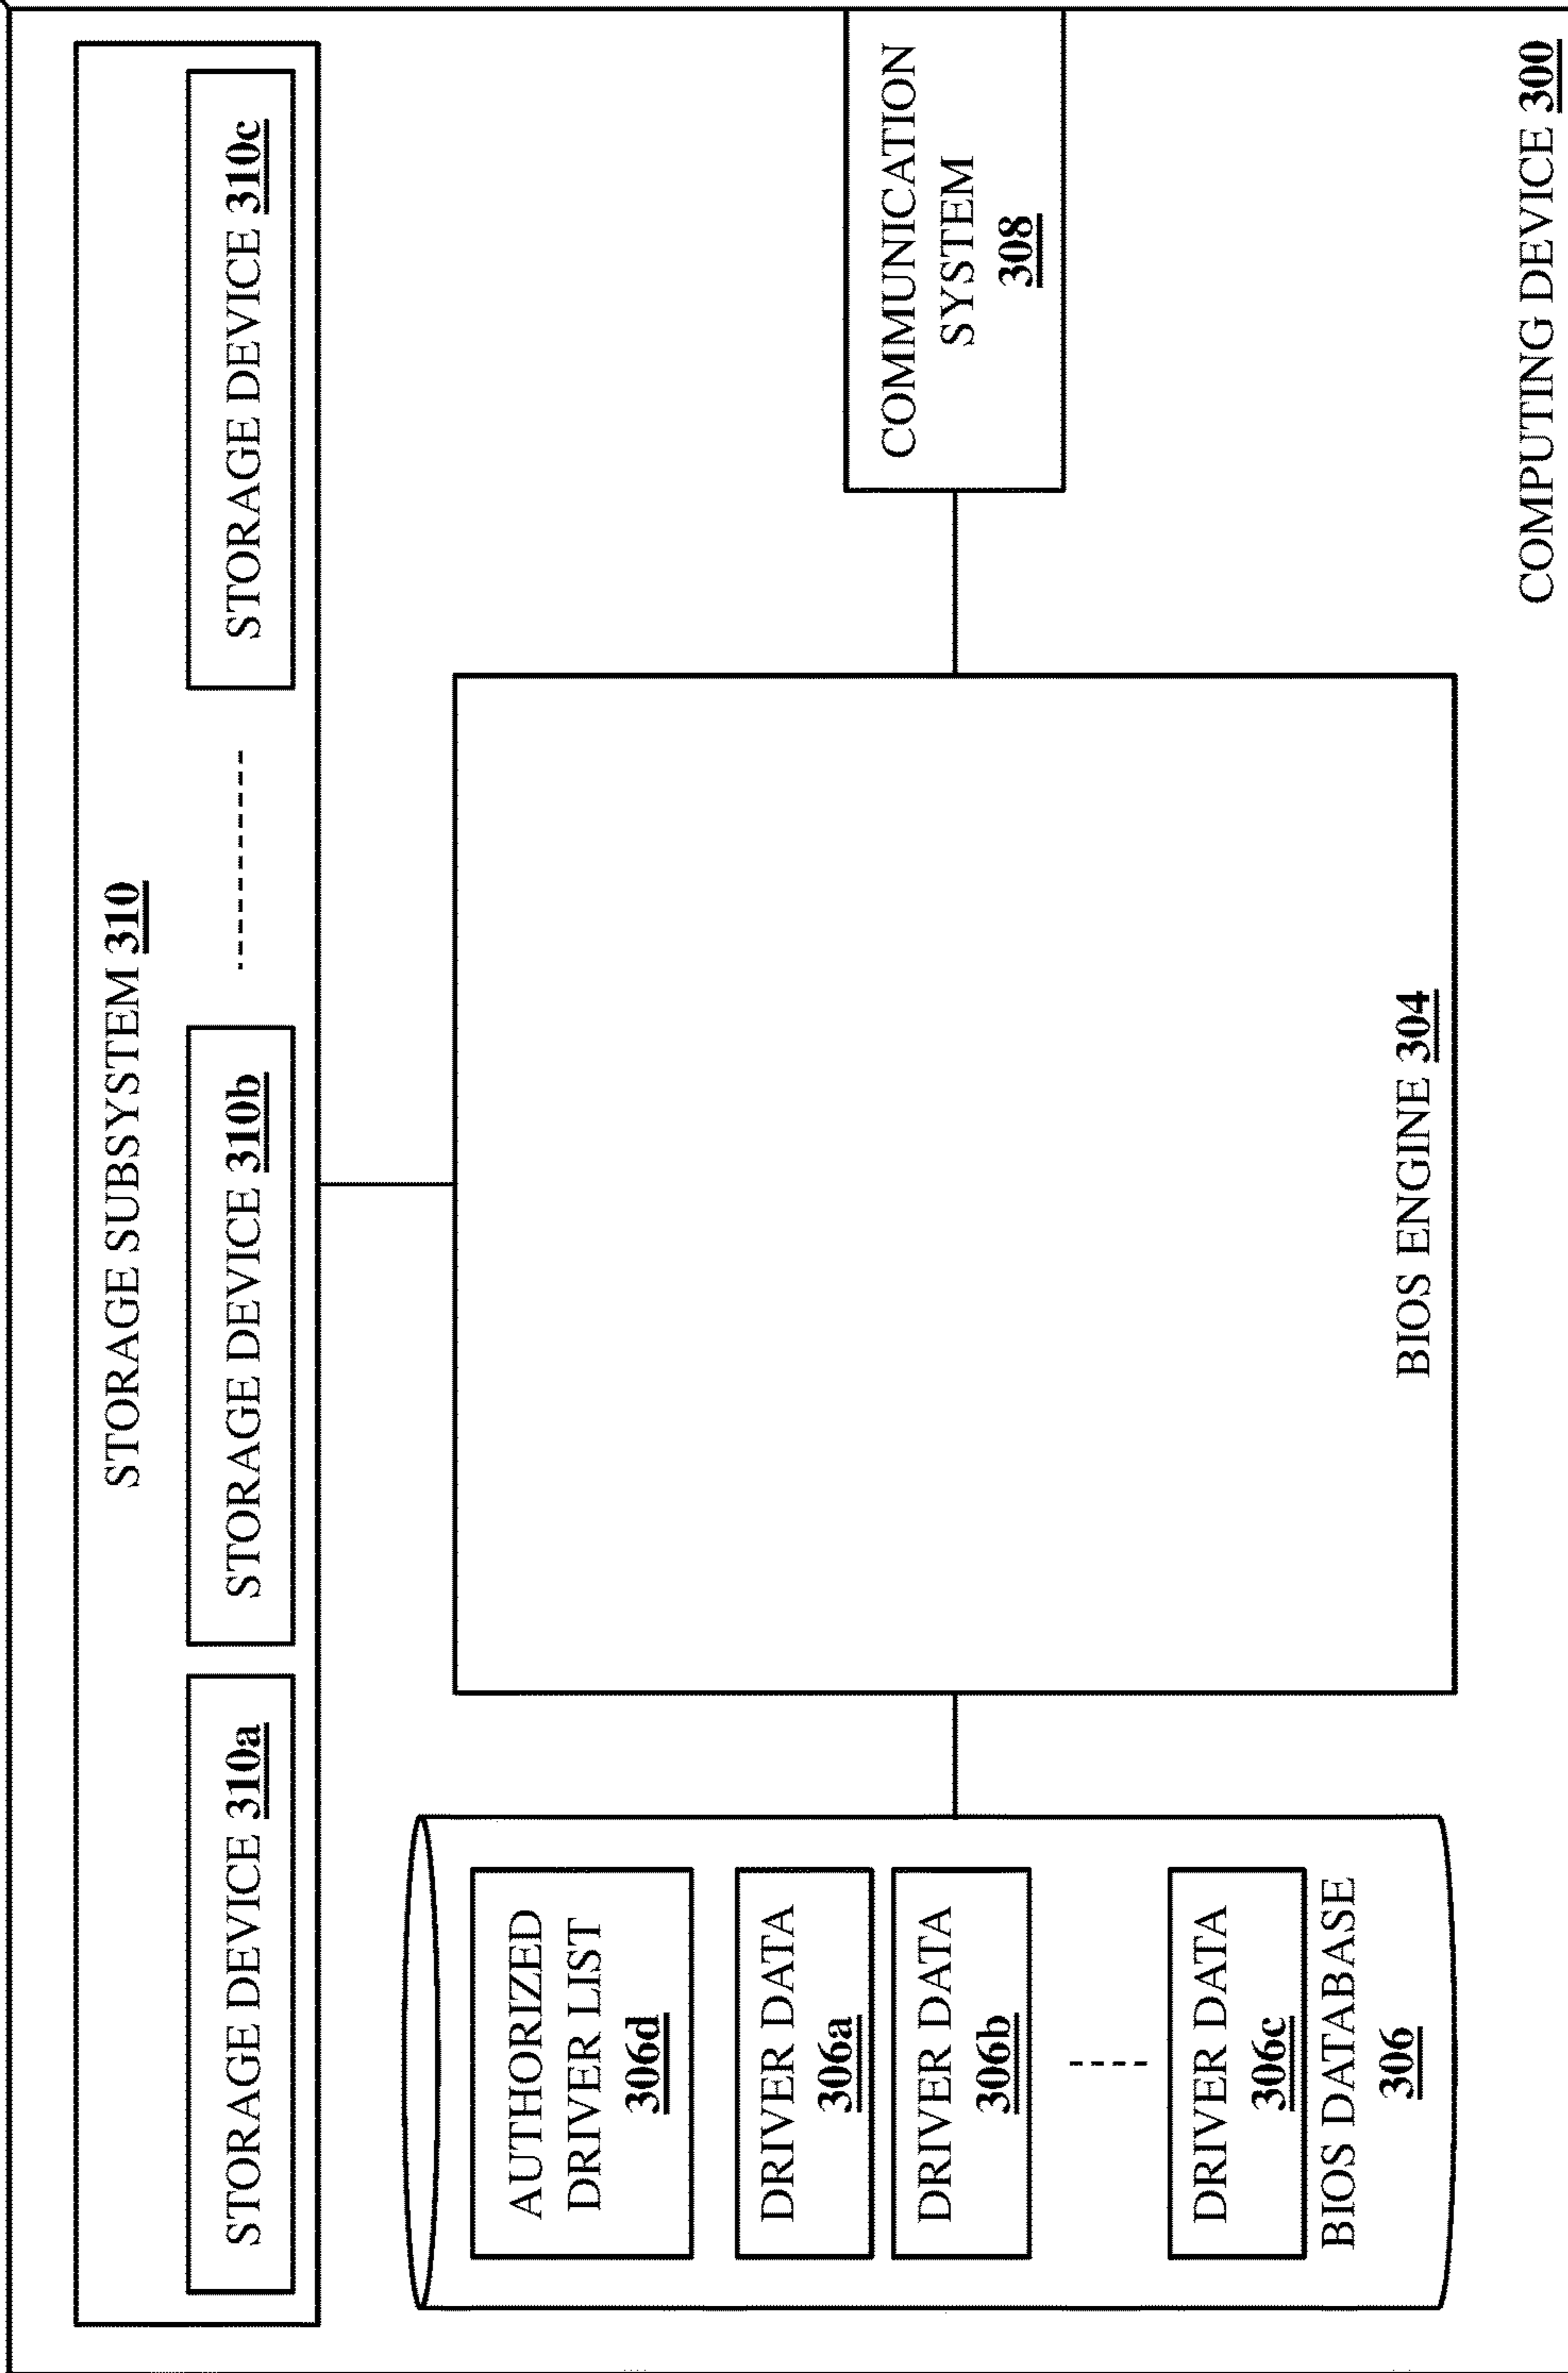 STORAGE SUBSYSTEM 310
STORAGE DEVICE 310a
STORAGE DEVICE 310b
STORAGE DEVICE 310c
AUTHORIZED
DRIVER LIST
306d
DRIVER DATA
306a
DRIVER DATA
306b
DRIVER DATA
306c
BIOS DATABASE
306
BIOS ENGINE 304
COMMUNICATION
SYSTEM
308
COMPUTING DEVICE 300